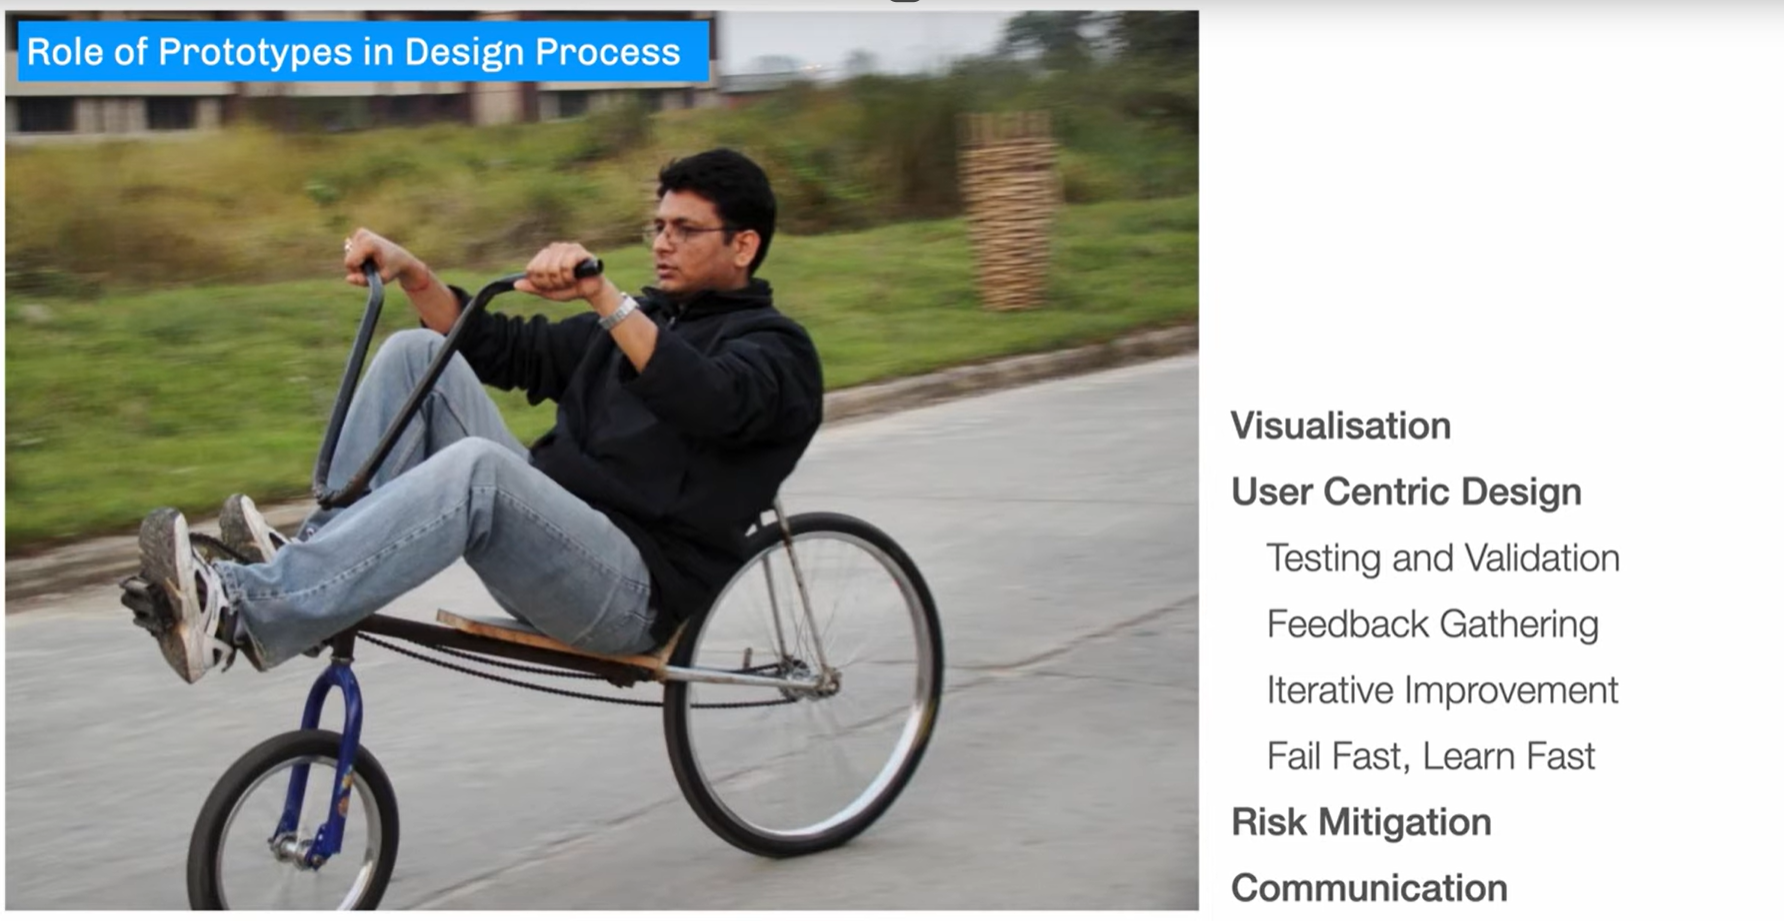 Role of Prototypes in Design Process
Visualisation
User Centric Design
Testing and Validation
Feedback Gathering
Iterative Improvement
Fail Fast, Learn Fast
Risk Mitigation
Communication